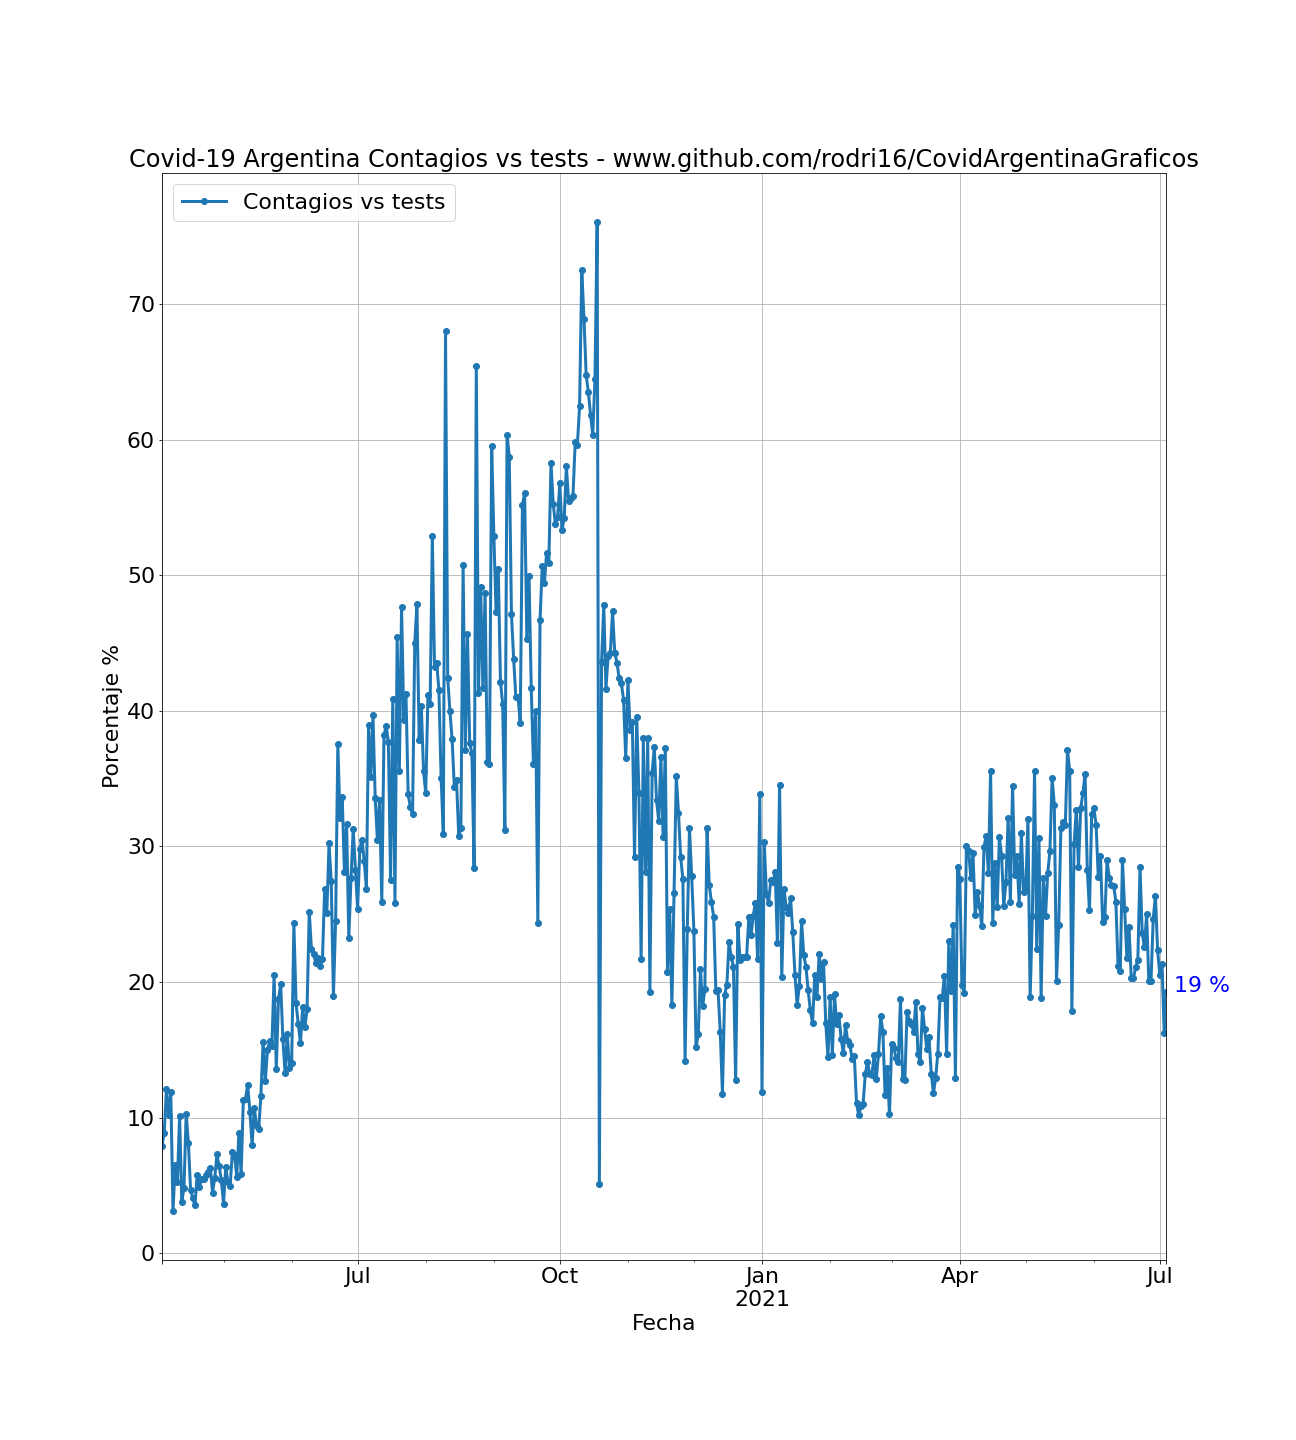 Covid-19 Argentina Contagios vs tests - www.github.com/rodri16/CovidArgentinaGraficos
Contagios vs tests
70
60
50
40
30
20
10
0
Porcentaje %
19 %
Jul
Oct
Jan
2021
Apr
Jul
Fecha